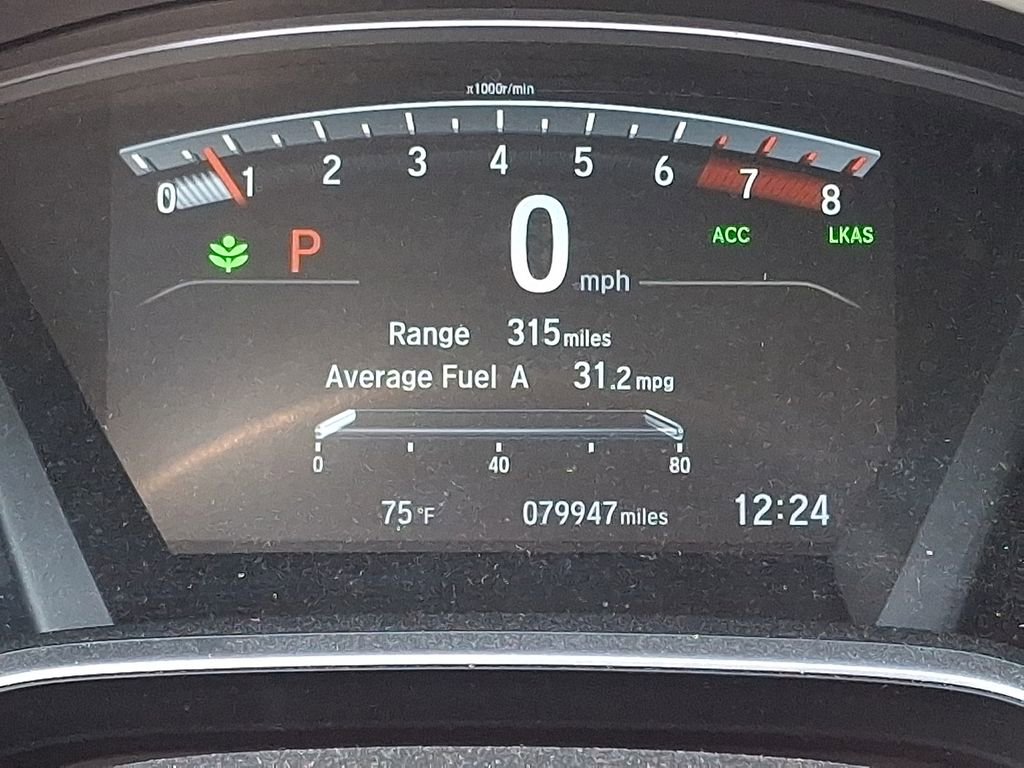 x1000r/min
0 1 2 3 4 5 6 7 8
P 0 mph ACC LKAS
Range 315 miles
Average Fuel A 31.2 mpg
0 40 80
75 °F 079947 miles 12:24